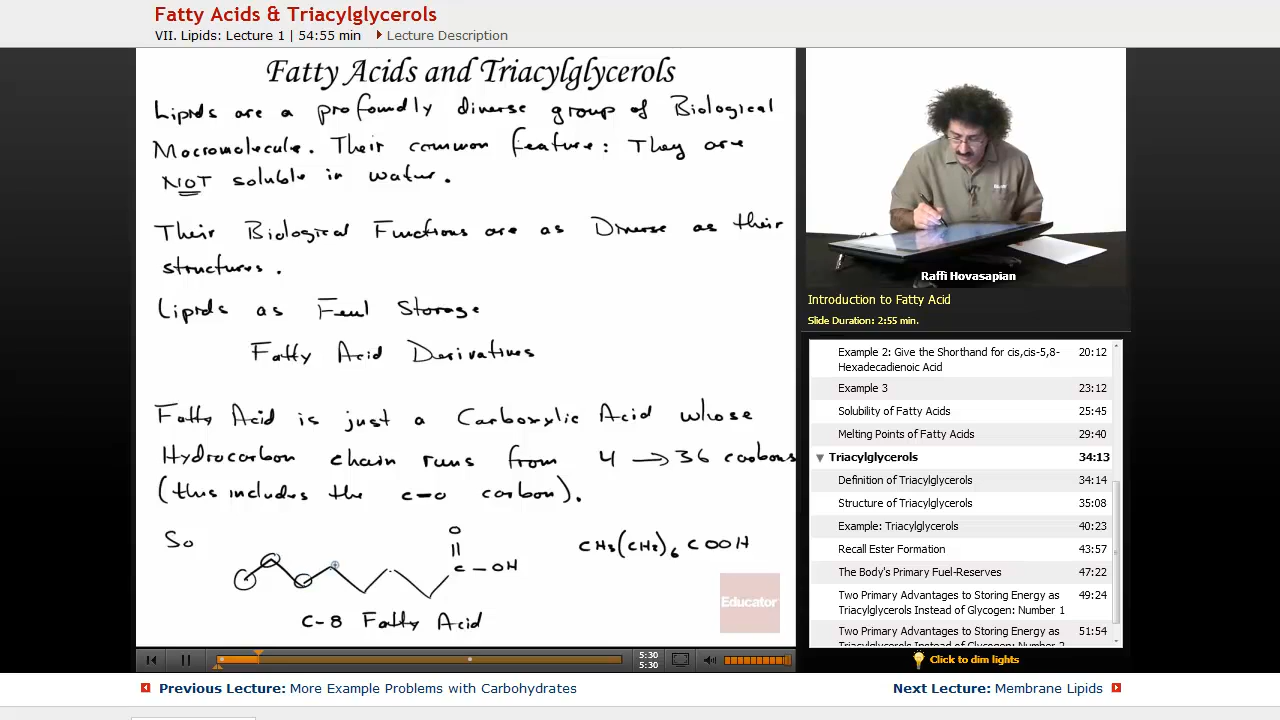 Fatty Acids & Triacylglycerols
VII. Lipids: Lecture 1 | 54:55 min
Lecture Description
Fatty Acids and Triacylglycerols
Lipids are a profoundly diverse group of Biological
Macromolecule. Their common feature: They are
NOT soluble in water.
Their Biological Functions are as Diverse as their
structures.
Lipids as Fuel Storage
Fatty Acid Derivatives
Fatty Acid is just a Carboxylic Acid whose
Hydrocarbon chain runs from 4 → 36 carbons
(this includes the C=O carbon).
So
O
C - OH
CH3(CH2)6 COOH
C-8 Fatty Acid
Educator
Raffi Hovasapian
Introduction to Fatty Acid
Slide Duration: 2:55 min.
Example 2: Give the Shorthand for cis,cis-5,8-
Hexadecadienoic Acid
20:12
Example 3
23:12
Solubility of Fatty Acids
25:45
Melting Points of Fatty Acids
29:40
Triacylglycerols
34:13
Definition of Triacylglycerols
34:14
Structure of Triacylglycerols
35:08
Example: Triacylglycerols
40:23
Recall Ester Formation
43:57
The Body's Primary Fuel-Reserves
47:22
Two Primary Advantages to Storing Energy as
Triacylglycerols Instead of Glycogen: Number 1
49:24
Two Primary Advantages to Storing Energy as
Triacylglycerols Instead of Glycogen: Number 2
51:54
5:30
5:30
Click to dim lights
Previous Lecture: More Example Problems with Carbohydrates
Next Lecture: Membrane Lipids